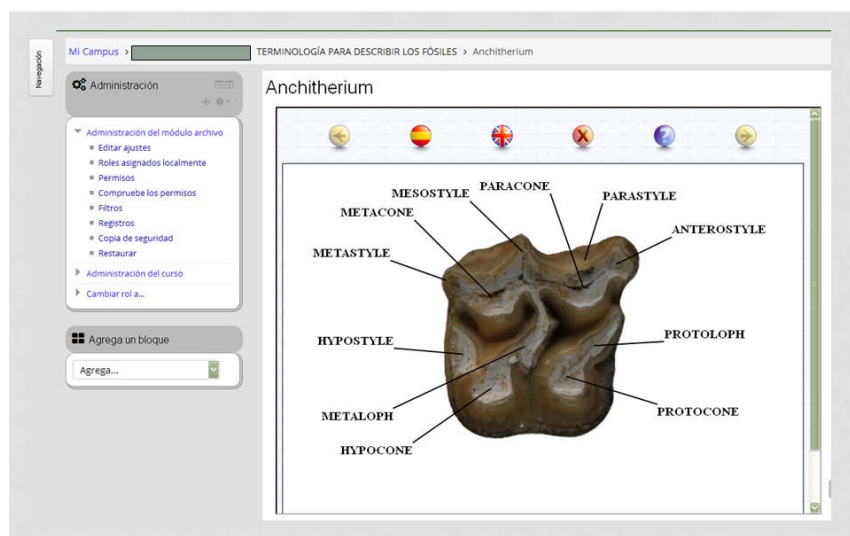 Navegación
Mi Campus > TERMINOLOGÍA PARA DESCRIBIR LOS FÓSILES > Anchitherium
Administración
Administración del módulo archivo
Editar ajustes
Roles asignados localmente
Permisos
Compruebe los permisos
Filtros
Registros
Copia de seguridad
Restaurar
Administración del curso
Cambiar rol a...
Agrega un bloque
Agrega...
Anchitherium
MESOSTYLE
PARACONE
PARASTYLE
METACONE
ANTEROSTYLE
METASTYLE
HYPOSTYLE
PROTOLOPH
METALOPH
PROTOCONE
HYPOCONE